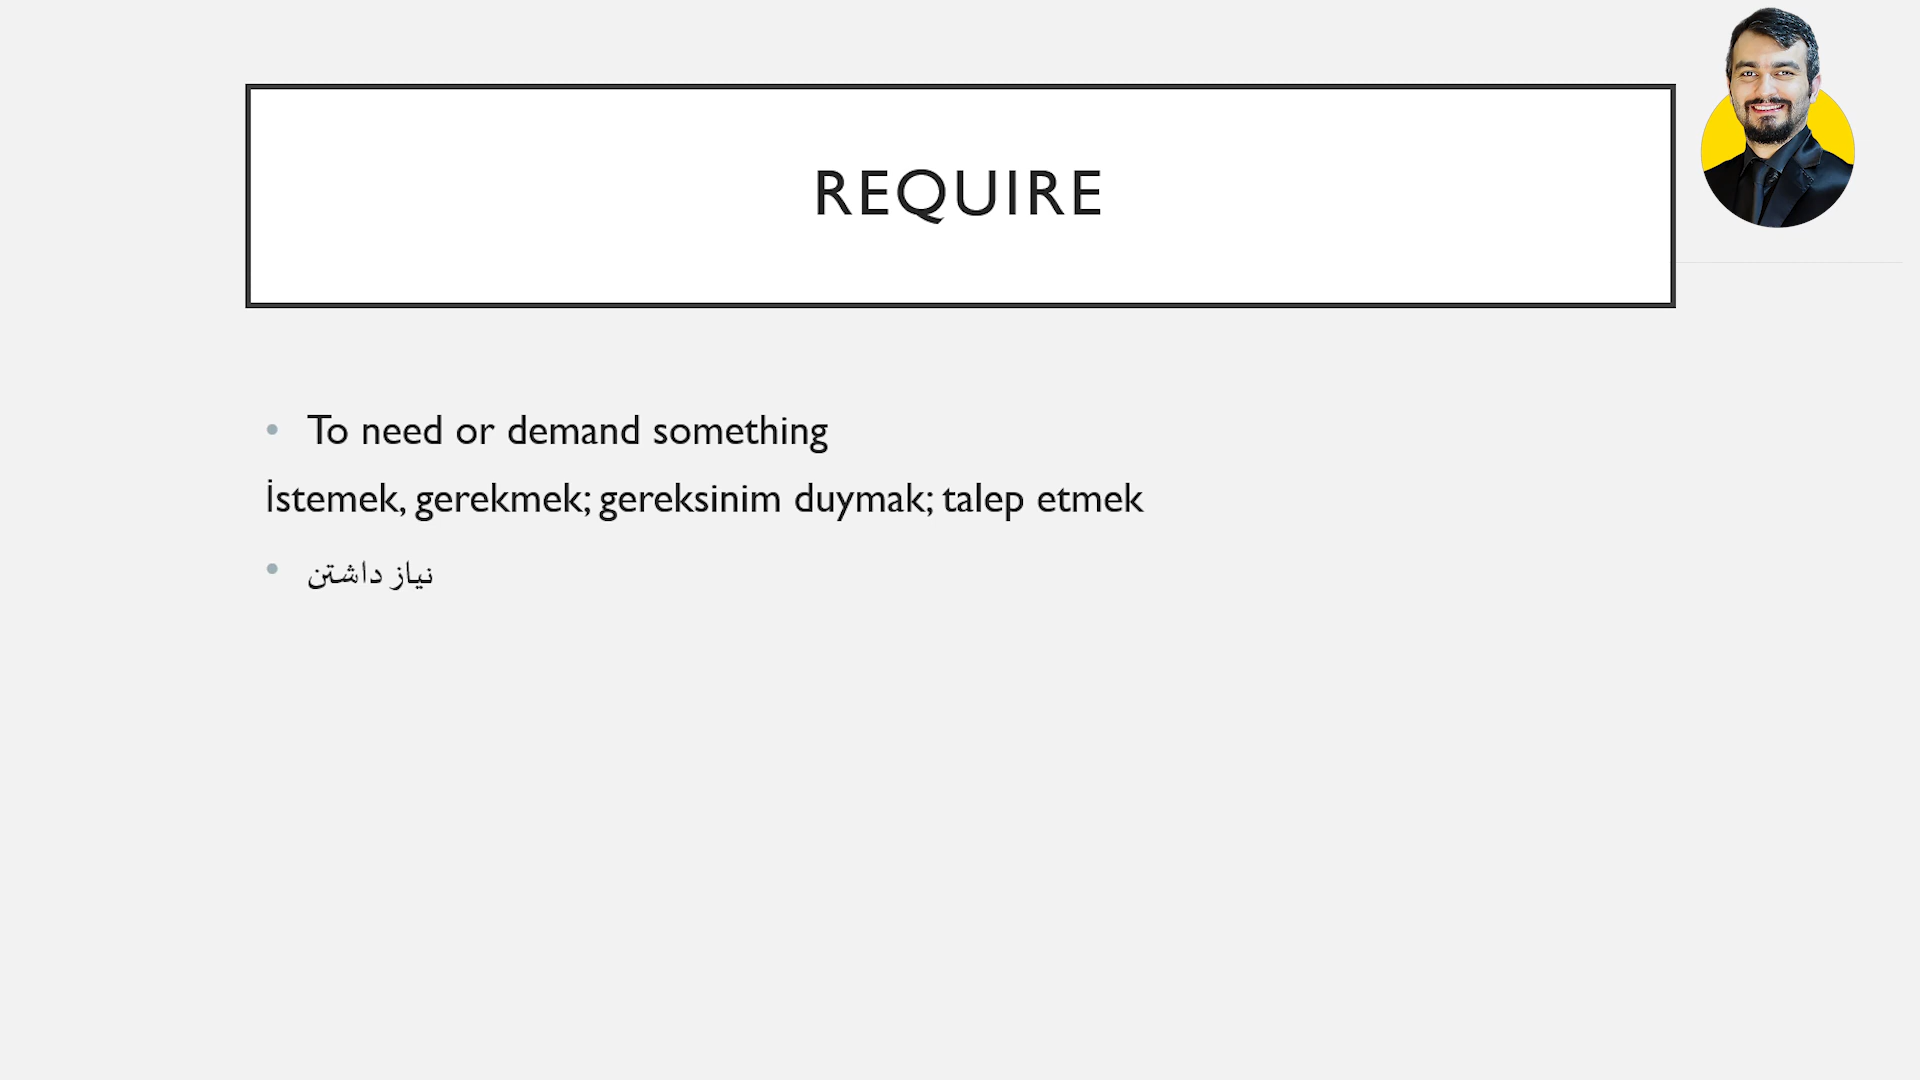 REQUIRE
• To need or demand something
İstemek, gerekmek; gereksinim duymak; talep etmek
• نیاز داشتن